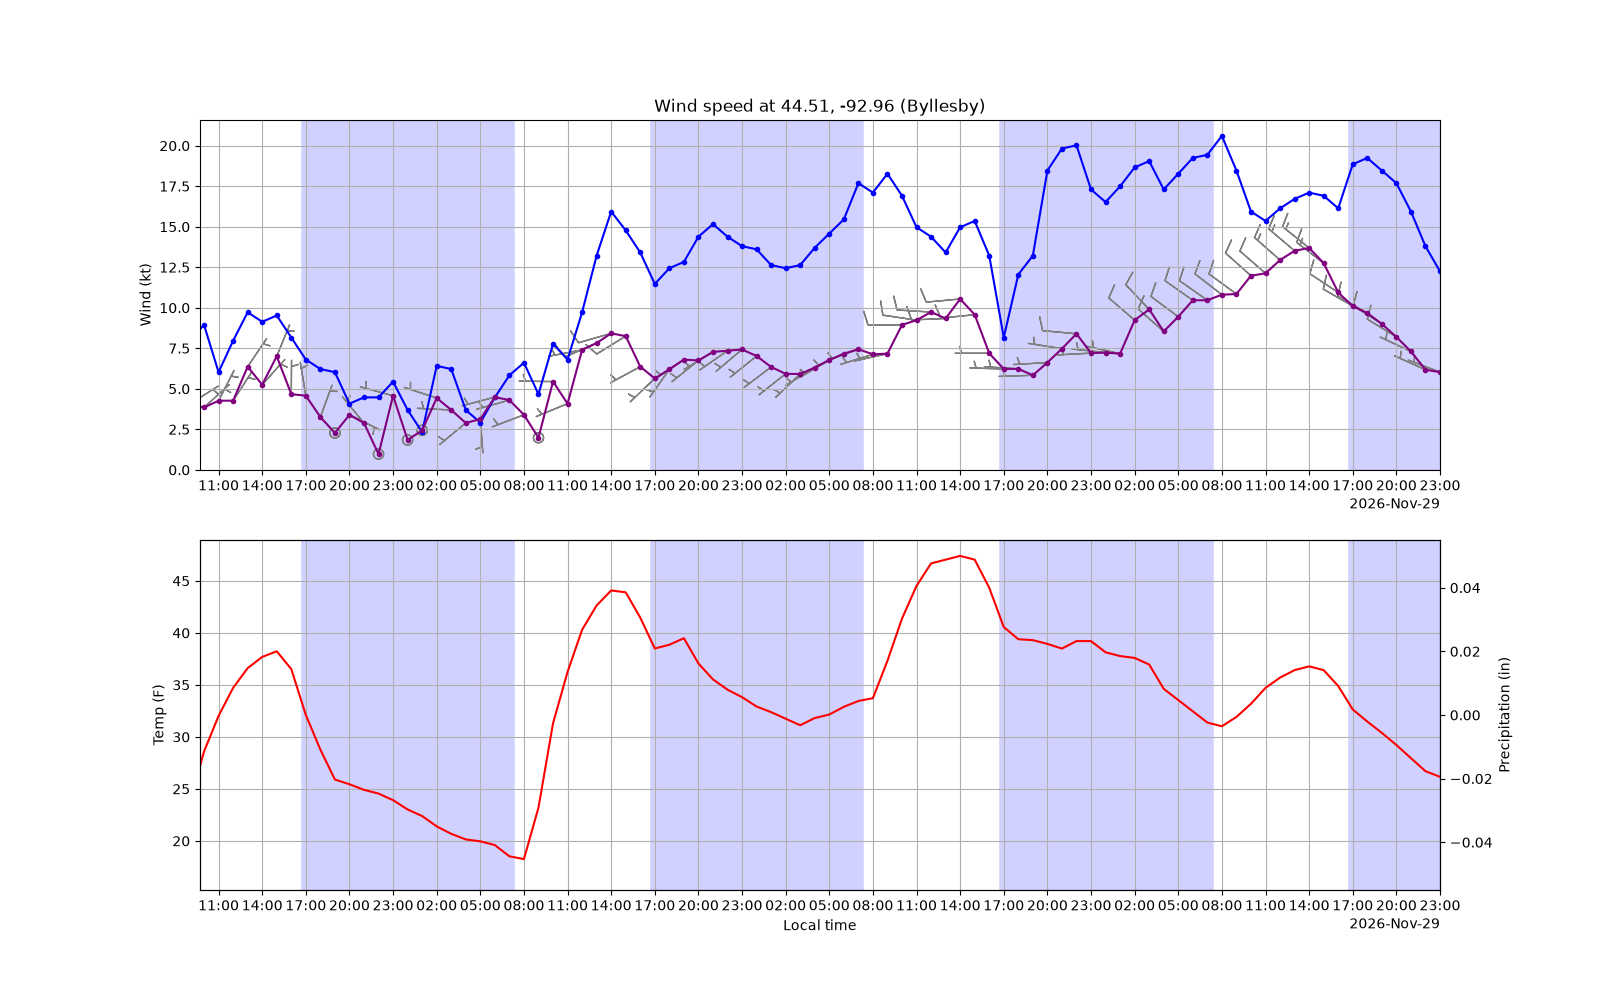 Wind speed at 44.51, -92.96 (Byllesby)
Wind (kt)
20.0
17.5
15.0
12.5
10.0
7.5
5.0
2.5
0.0
11:00 14:00 17:00 20:00 23:00 02:00 05:00 08:00 11:00 14:00 17:00 20:00 23:00 02:00 05:00 08:00 11:00 14:00 17:00 20:00 23:00 02:00 05:00 08:00 11:00 14:00 17:00 20:00 23:00
2026-Nov-29
Temp (F)
45
40
35
30
25
20
0.04
0.02
0.00
−0.02
−0.04
Precipitation (in)
11:00 14:00 17:00 20:00 23:00 02:00 05:00 08:00 11:00 14:00 17:00 20:00 23:00 02:00 05:00 08:00 11:00 14:00 17:00 20:00 23:00 02:00 05:00 08:00 11:00 14:00 17:00 20:00 23:00
Local time
2026-Nov-29